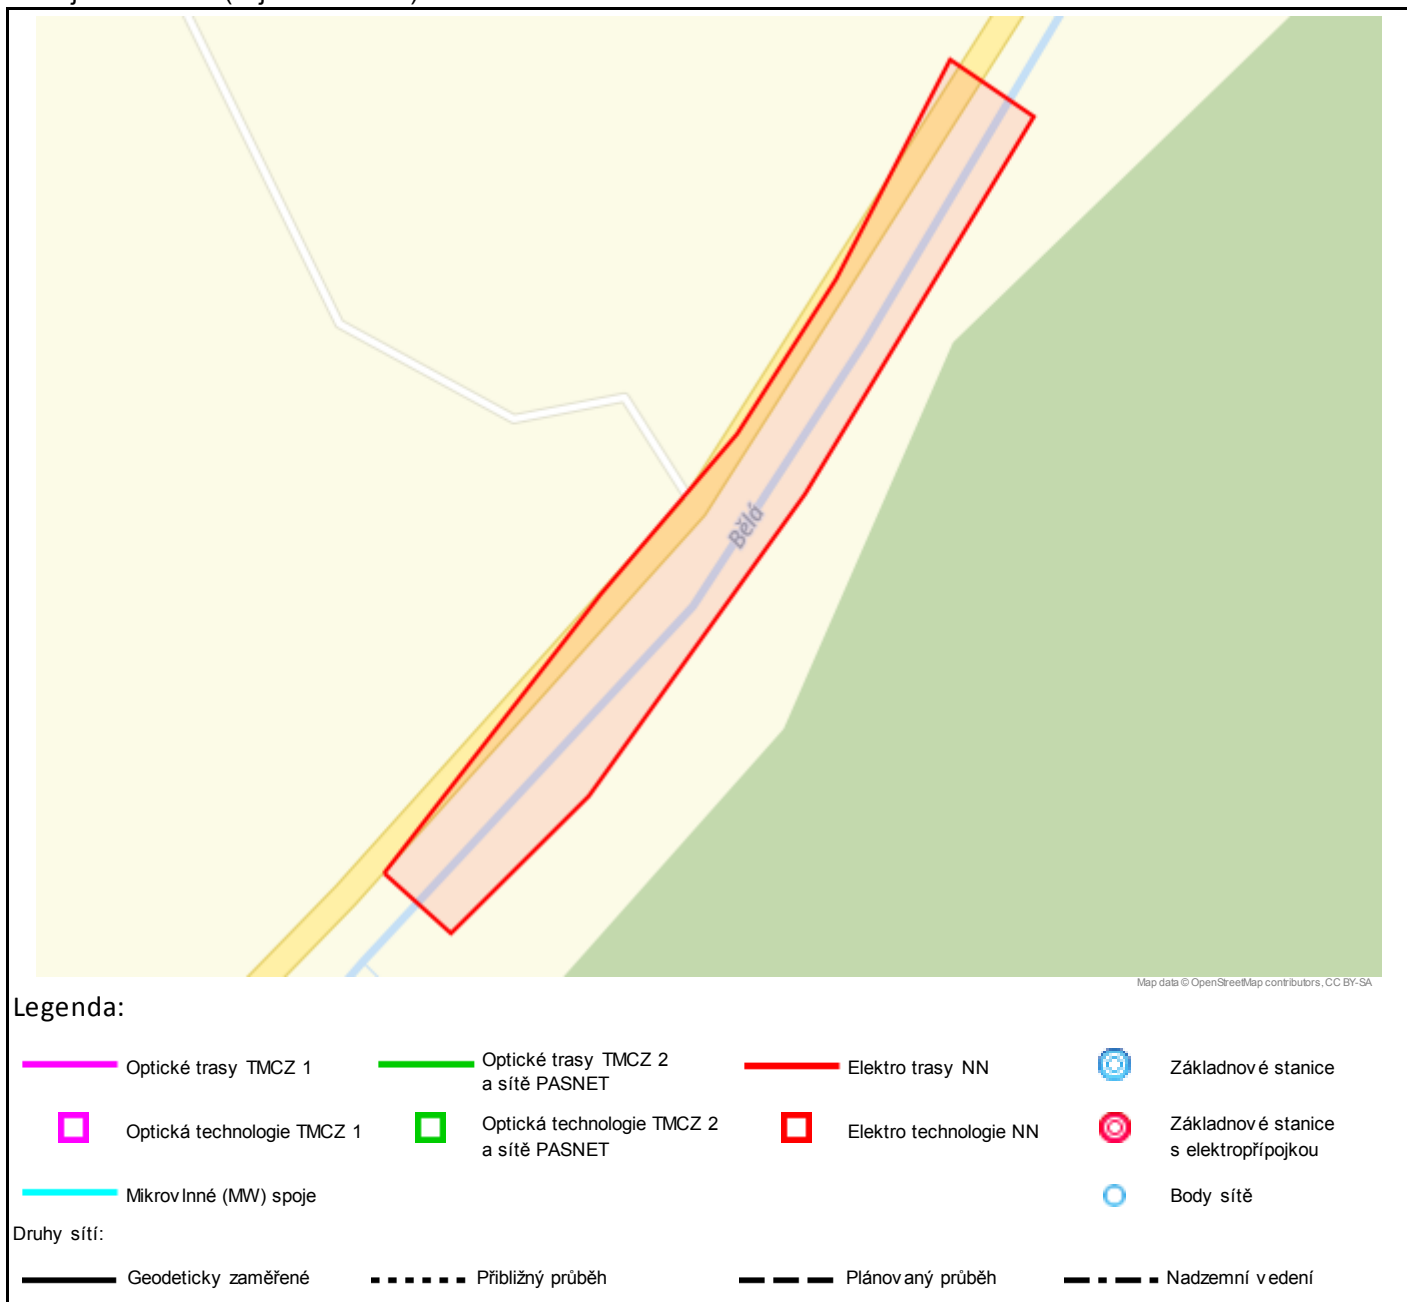 Bělá
Map data © OpenStreetMap contributors, CC BY-SA
Legenda:
Optické trasy TMCZ 1
Optické trasy TMCZ 2
a sítě PASNET
Elektro trasy NN
Základnové stanice
Optická technologie TMCZ 1
Optická technologie TMCZ 2
a sítě PASNET
Elektro technologie NN
Základnové stanice
s elektropřípojkou
Mikrovlnné (MW) spoje
Body sítě
Druhy sítí:
Geodeticky zaměřené
Přibližný průběh
Plánovaný průběh
Nadzemní vedení